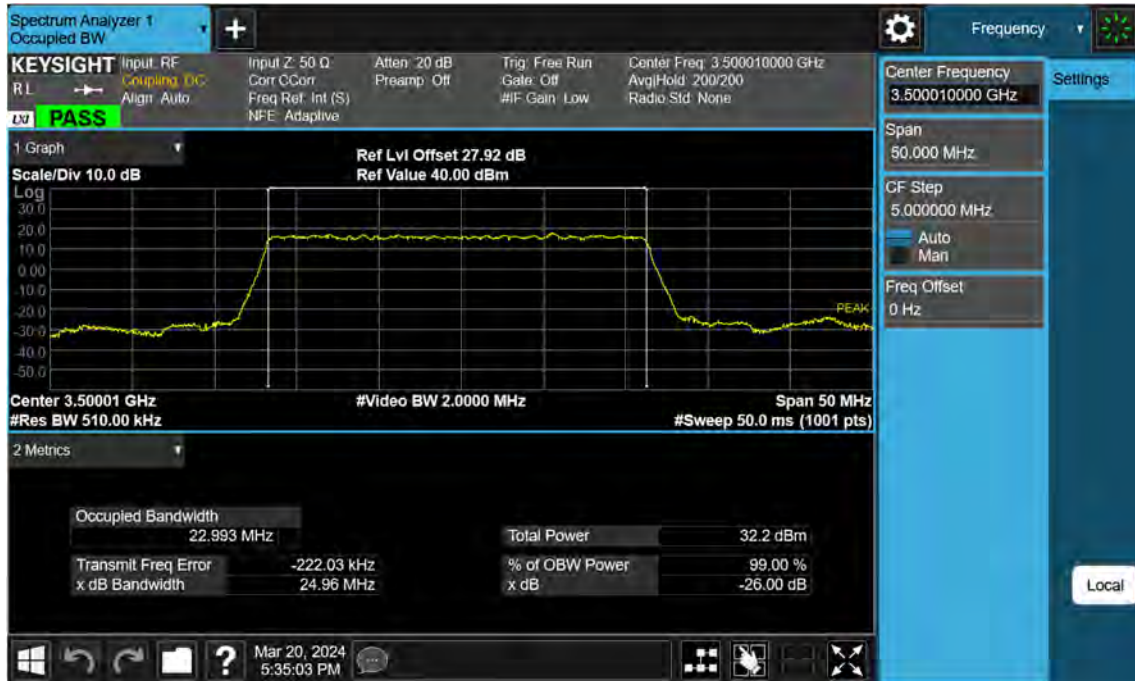 Spectrum Analyzer 1
Occupied BW
+
Frequency
KEYSIGHT
R L
LXI
PASS
Input: RF
Coupling: DC
Align: Auto
Input Z: 50 Ω
Corr CCorr
Freq Ref: Int (S)
NFE: Adaptive
Atten: 20 dB
Preamp: Off
Trig: Free Run
Gate: Off
#IF Gain: Low
Center Freq: 3.500010000 GHz
Avg|Hold: 200/200
Radio Std: None
Center Frequency
3.500010000 GHz
Settings
Span
50.000 MHz
CF Step
5.000000 MHz
Auto
Man
Freq Offset
0 Hz
1 Graph
Scale/Div 10.0 dB
Ref Lvl Offset 27.92 dB
Ref Value 40.00 dBm
Log
30.0
20.0
10.0
0.00
-10.0
-20.0
-30.0
-40.0
-50.0
PEAK
Center 3.50001 GHz
#Res BW 510.00 kHz
#Video BW 2.0000 MHz
Span 50 MHz
#Sweep 50.0 ms (1001 pts)
2 Metrics
Occupied Bandwidth
22.993 MHz
Total Power 32.2 dBm
Transmit Freq Error -222.03 kHz
% of OBW Power 99.00 %
x dB Bandwidth 24.96 MHz
x dB -26.00 dB
Local
?
Mar 20, 2024
5:35:03 PM